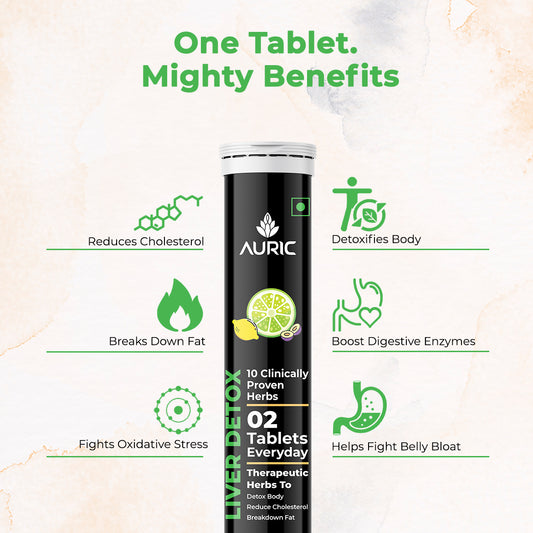 One Tablet.
Mighty Benefits
Reduces Cholesterol
Detoxifies Body
Breaks Down Fat
Boost Digestive Enzymes
Fights Oxidative Stress
Helps Fight Belly Bloat
AURIC
LIVER DETOX
10 Clinically
Proven
Herbs
02
Tablets
Everyday
Therapeutic
Herbs To
Detox Body
Reduce Cholesterol
Breakdown Fat